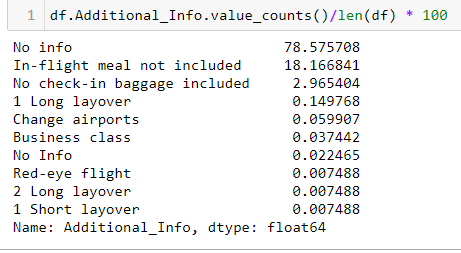 1 df.Additional_Info.value_counts()/len(df) * 100
No info 78.575708
In-flight meal not included 18.166841
No check-in baggage included 2.965404
1 Long layover 0.149768
Change airports 0.059907
Business class 0.037442
No Info 0.022465
Red-eye flight 0.007488
2 Long layover 0.007488
1 Short layover 0.007488
Name: Additional_Info, dtype: float64